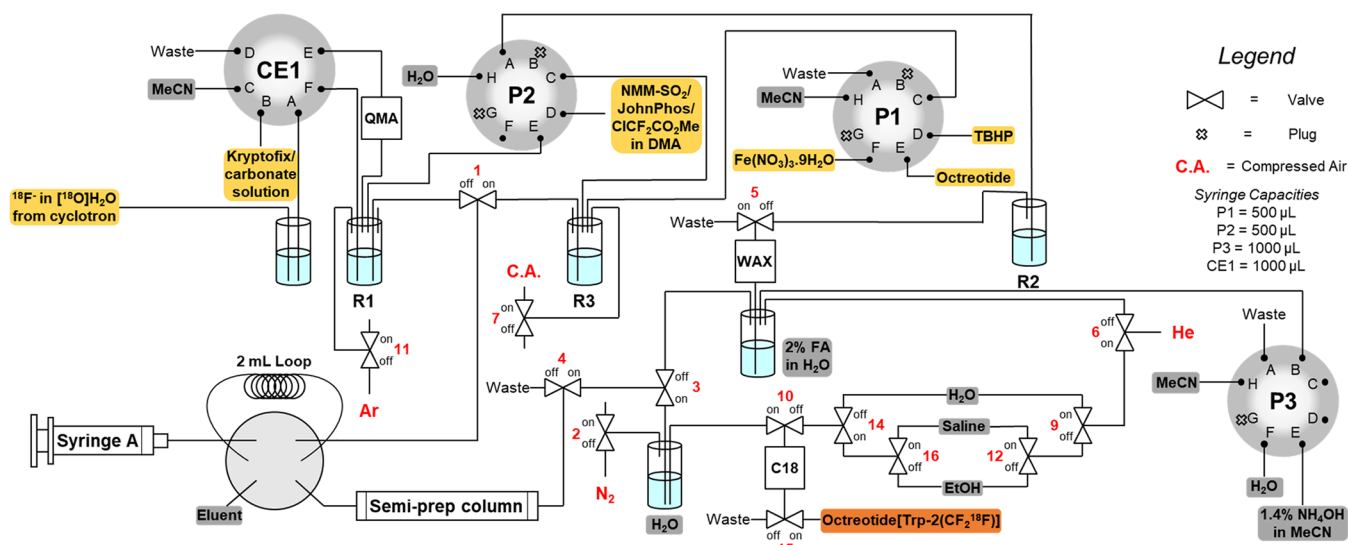 Waste
D
E
CE1
MeCN
C
F
B
A
QMA
Kryptofix/
carbonate
solution
¹⁸F⁻ in [¹⁸O]H₂O
from cyclotron
R1
H₂O
A
B
H
C
P2
G
D
F
E
NMM-SO₂/
JohnPhos/
ClCF₂CO₂Me
in DMA
1
off
on
R3
C.A.
on
7
off
Waste
A
B
MeCN
H
C
P1
G
D
TBHP
F
E
Fe(NO₃)₃.9H₂O
Octreotide
5
on
off
Waste
WAX
R2
Legend
= Valve
= Plug
C.A. = Compressed Air
Syringe Capacities
P1 = 500 µL
P2 = 500 µL
P3 = 1000 µL
CE1 = 1000 µL
on
11
off
Ar
2 mL Loop
Syringe A
Eluent
Semi-prep column
4
Waste
off
on
off
3
on
on
2
off
N₂
H₂O
2% FA
in H₂O
off
6
on
He
10
on
off
off
14
on
H₂O
on
9
off
Saline
on
16
off
on
12
off
EtOH
C18
Waste
on
off
Octreotide[Trp-2(CF₂¹⁸F)]
Waste
A
B
MeCN
H
C
P3
G
D
F
E
H₂O
1.4% NH₄OH
in MeCN